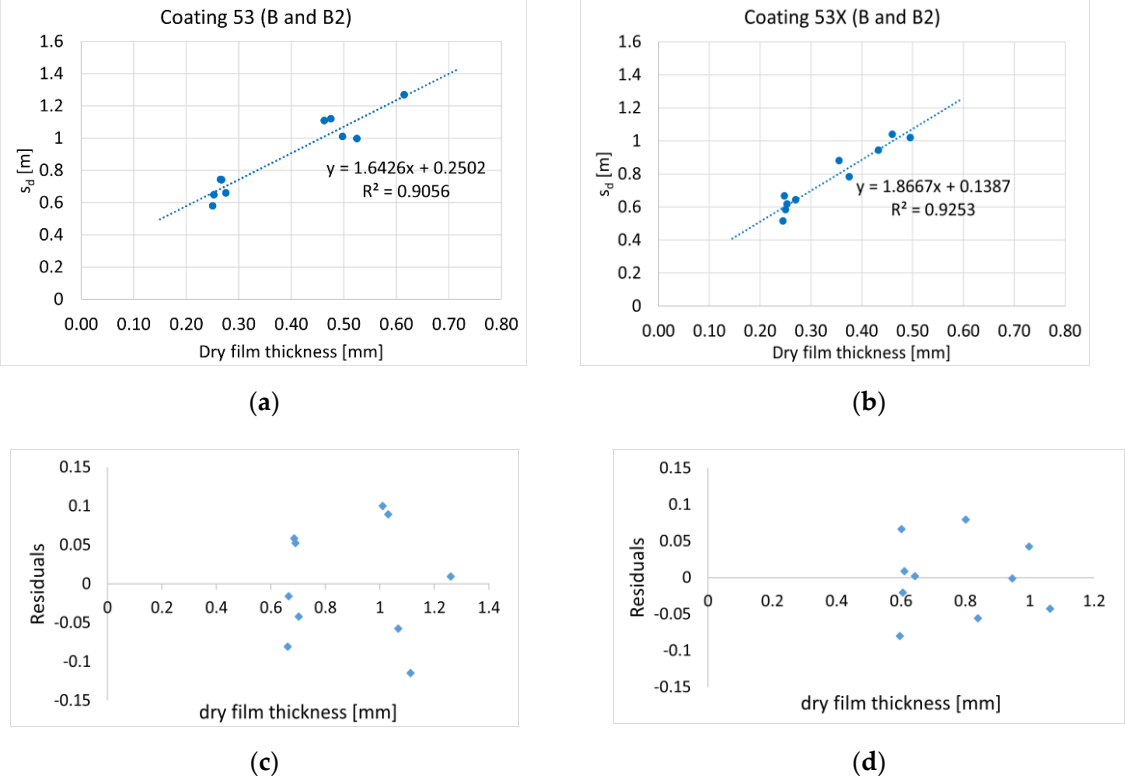 Coating 53 (B and B2)
1.6
1.4
1.2
1
0.8
0.6
0.4
0.2
0
s_d [m]
y = 1.6426x + 0.2502
R² = 0.9056
0.00 0.10 0.20 0.30 0.40 0.50 0.60 0.70 0.80
Dry film thickness [mm]
(a)
Coating 53X (B and B2)
1.6
1.4
1.2
1
0.8
0.6
0.4
0.2
0
s_d [m]
y = 1.8667x + 0.1387
R² = 0.9253
0.00 0.10 0.20 0.30 0.40 0.50 0.60 0.70 0.80
Dry film thickness [mm]
(b)
0.15
0.1
0.05
0
-0.05
-0.1
-0.15
Residuals
0 0.2 0.4 0.6 0.8 1 1.2 1.4
dry film thickness [mm]
(c)
0.15
0.1
0.05
0
-0.05
-0.1
-0.15
Residuals
0 0.2 0.4 0.6 0.8 1 1.2
dry film thickness [mm]
(d)